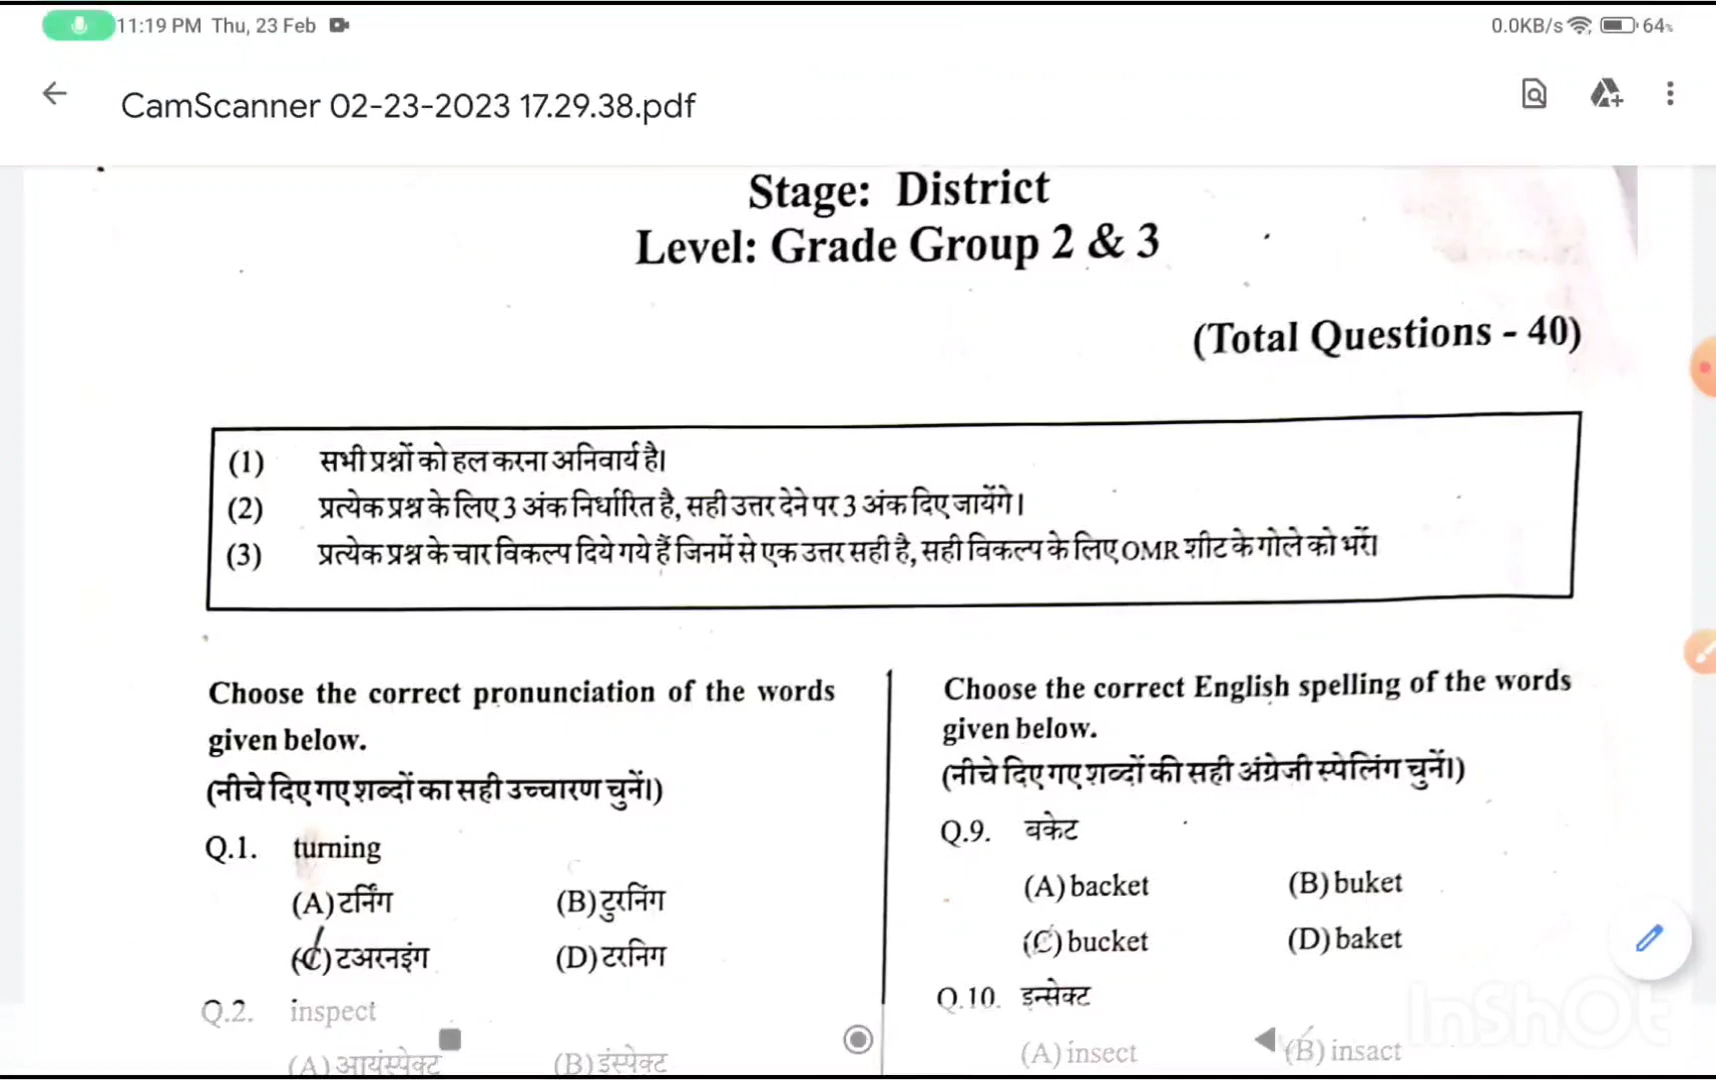 11:19 PM Thu, 23 Feb
0.0KB/s 64%
CamScanner 02-23-2023 17.29.38.pdf
Stage: District
Level: Grade Group 2 & 3
(Total Questions - 40)
(1) सभी प्रश्नों को हल करना अनिवार्य है।
(2) प्रत्येक प्रश्न के लिए 3 अंक निर्धारित है, सही उत्तर देने पर 3 अंक दिए जायेंगे।
(3) प्रत्येक प्रश्न के चार विकल्प दिये गये हैं जिनमें से एक उत्तर सही है, सही विकल्प के लिए OMR शीट के गोले को भरें।
Choose the correct pronunciation of the words
given below.
(नीचे दिए गए शब्दों का सही उच्चारण चुनें।)
Q.1. turning
(A) टर्निंग (B) टुरनिंग
(C) टअरनइंग (D) टरनिग
Q.2. inspect
(A) आयंस्पेक्ट (B) इंस्पेक्ट
Choose the correct English spelling of the words
given below.
(नीचे दिए गए शब्दों की सही अंग्रेजी स्पेलिंग चुनें।)
Q.9. बकेट
(A) backet (B) buket
(C) bucket (D) baket
Q.10. इन्सेक्ट
(A) insect (B) insact
InShOt